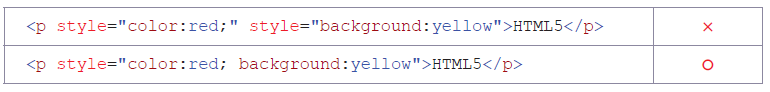 <p style="color:red;" style="background:yellow">HTML5</p> ×
<p style="color:red; background:yellow">HTML5</p> ○